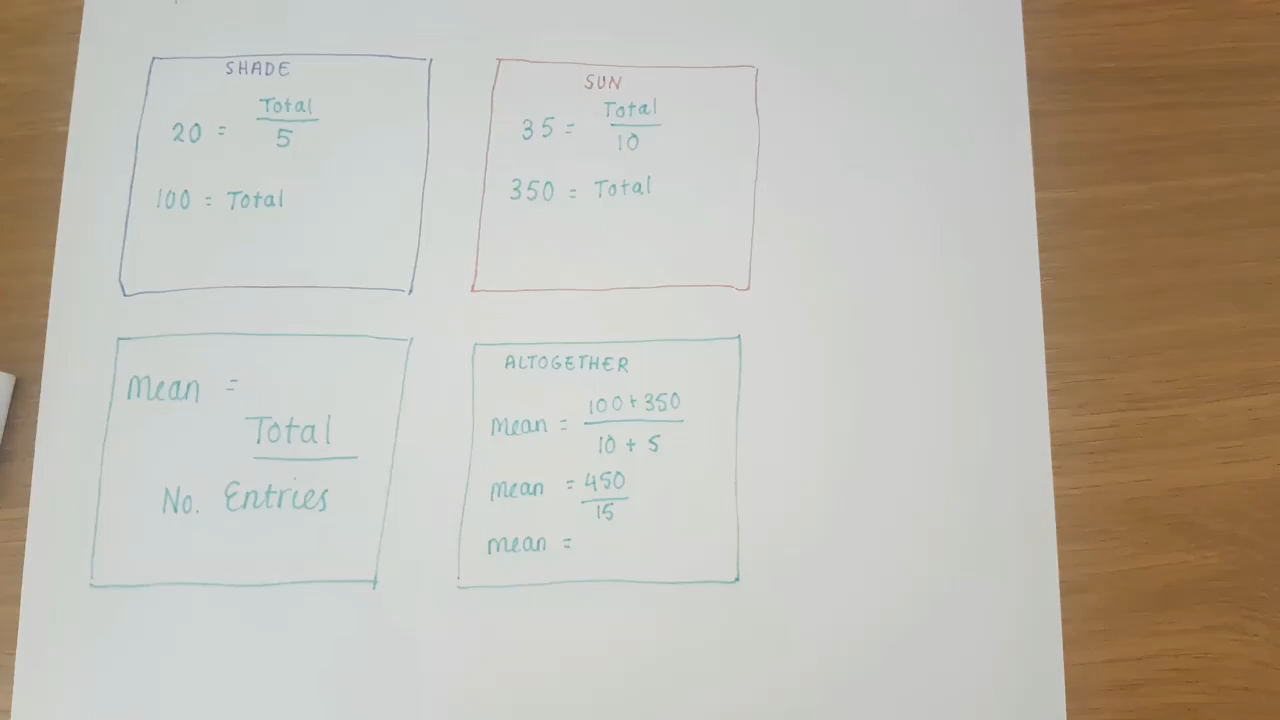 SHADE
20 = Total
5
100 = Total
SUN
35 = Total
10
350 = Total
Mean =
Total
No. Entries
ALTOGETHER
Mean = 100+350
10 + 5
Mean = 450
15
Mean =